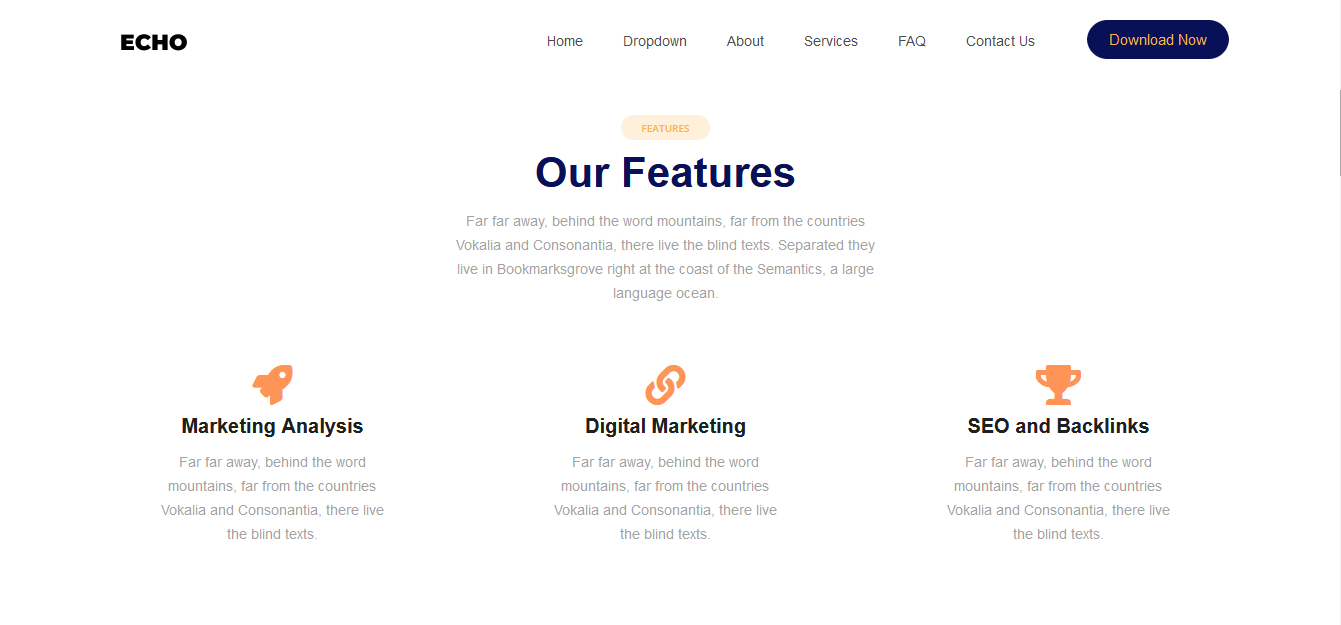 ECHO
Home
Dropdown
About
Services
FAQ
Contact Us
Download Now
FEATURES
Our Features
Far far away, behind the word mountains, far from the countries
Vokalia and Consonantia, there live the blind texts. Separated they
live in Bookmarksgrove right at the coast of the Semantics, a large
language ocean.
Marketing Analysis
Far far away, behind the word
mountains, far from the countries
Vokalia and Consonantia, there live
the blind texts.
Digital Marketing
Far far away, behind the word
mountains, far from the countries
Vokalia and Consonantia, there live
the blind texts.
SEO and Backlinks
Far far away, behind the word
mountains, far from the countries
Vokalia and Consonantia, there live
the blind texts.